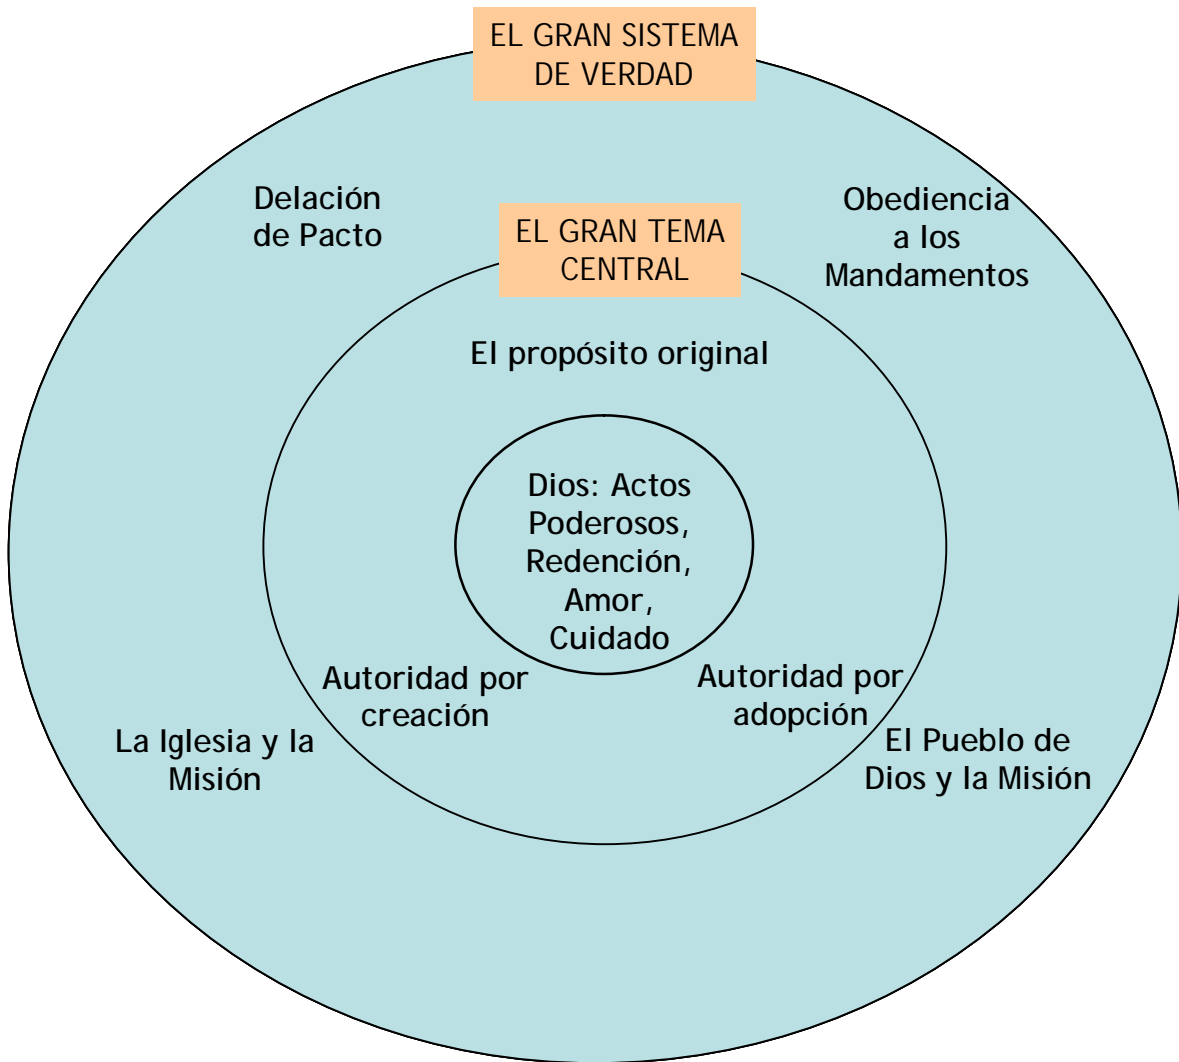 EL GRAN SISTEMA
DE VERDAD
Delación
de Pacto
Obediencia
a los
Mandamentos
EL GRAN TEMA
CENTRAL
El propósito original
Dios: Actos
Poderosos,
Redención,
Amor,
Cuidado
Autoridad por
creación
Autoridad por
adopción
La Iglesia y la
Misión
El Pueblo de
Dios y la Misión